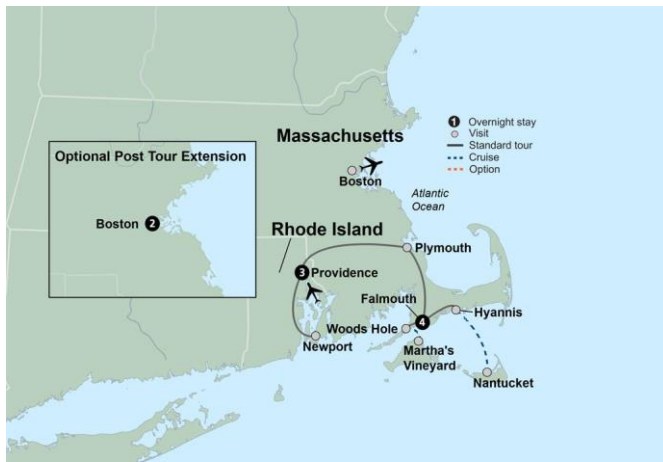 Massachusetts
1 Overnight stay
Visit
Standard tour
Cruise
Option
Optional Post Tour Extension
Boston
Atlantic
Ocean
Boston 2
Rhode Island
Plymouth
3 Providence
Falmouth
Hyannis
4
Woods Hole
Newport
Martha's
Vineyard
Nantucket